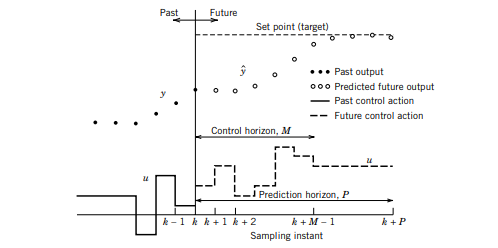 Past Future
Set point (target)
ŷ
Past output
y
Predicted future output
Past control action
Future control action
Control horizon, M
u
u
Prediction horizon, P
k − 1 k k + 1 k + 2 k + M − 1 k + P
Sampling instant